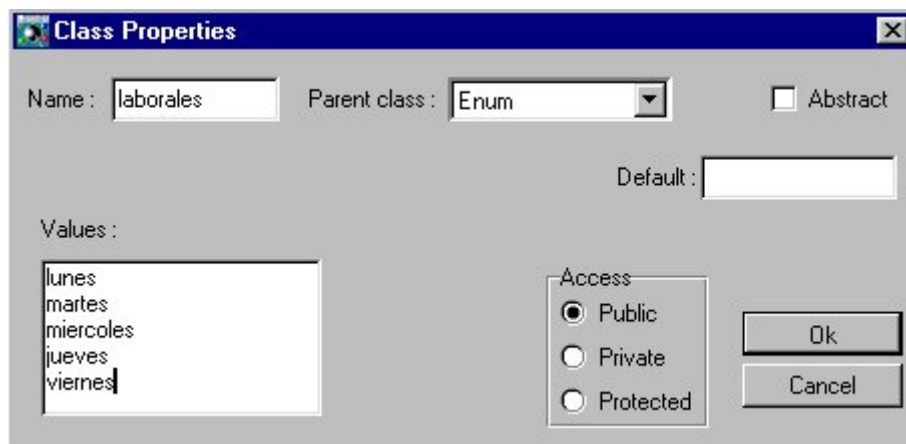 Class Properties
Name : laborales Parent class : Enum Abstract
Default :
Values :
lunes
martes
miercoles
jueves
viernes
Access
Public
Private
Protected
Ok
Cancel